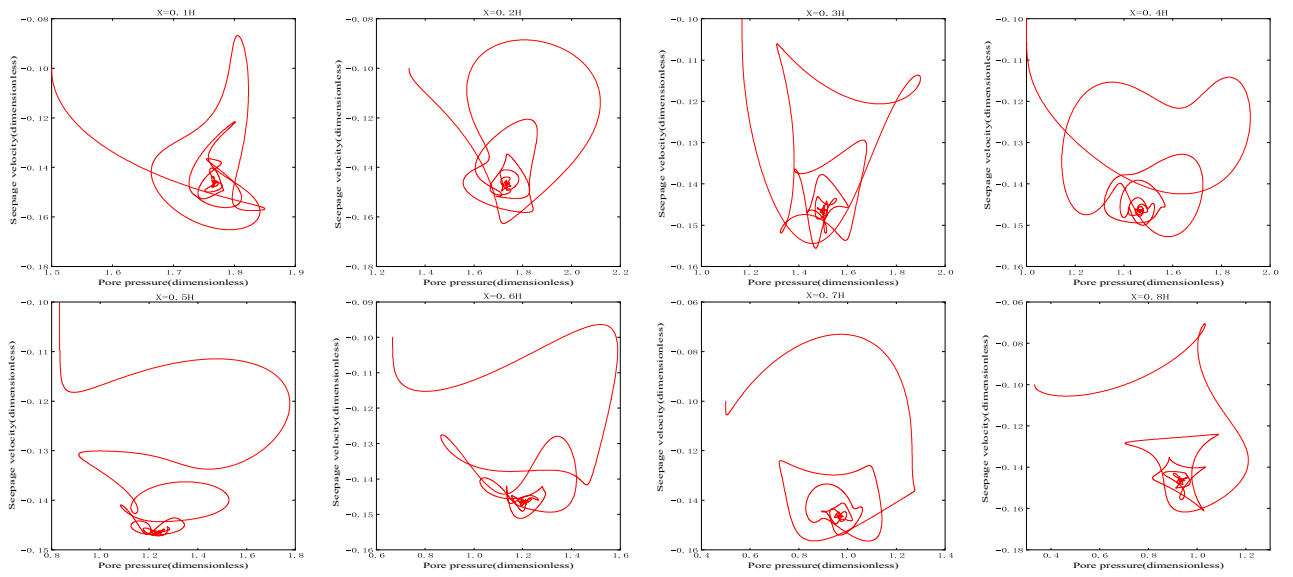 X=0.1H
X=0.2H
X=0.3H
X=0.4H
Seepage velocity(dimensionless)
−0.08
−0.10
−0.12
−0.14
−0.16
−0.18
1.5 1.6 1.7 1.8 1.9
Pore pressure(dimensionless)
Seepage velocity(dimensionless)
−0.08
−0.10
−0.12
−0.14
−0.16
−0.18
1.2 1.4 1.6 1.8 2.0 2.2
Pore pressure(dimensionless)
Seepage velocity(dimensionless)
−0.10
−0.11
−0.12
−0.13
−0.14
−0.15
−0.16
1.0 1.2 1.4 1.6 1.8 2.0
Pore pressure(dimensionless)
Seepage velocity(dimensionless)
−0.10
−0.11
−0.12
−0.13
−0.14
−0.15
−0.16
1.0 1.2 1.4 1.6 1.8 2.0
Pore pressure(dimensionless)
X=0.5H
X=0.6H
X=0.7H
X=0.8H
Seepage velocity(dimensionless)
−0.10
−0.11
−0.12
−0.13
−0.14
−0.15
0.8 1.0 1.2 1.4 1.6 1.8
Pore pressure(dimensionless)
Seepage velocity(dimensionless)
−0.09
−0.10
−0.11
−0.12
−0.13
−0.14
−0.15
−0.16
0.6 0.8 1.0 1.2 1.4 1.6
Pore pressure(dimensionless)
Seepage velocity(dimensionless)
−0.06
−0.08
−0.10
−0.12
−0.14
−0.16
0.4 0.6 0.8 1.0 1.2 1.4
Pore pressure(dimensionless)
Seepage velocity(dimensionless)
−0.06
−0.08
−0.10
−0.12
−0.14
−0.16
−0.18
0.4 0.6 0.8 1.0 1.2
Pore pressure(dimensionless)